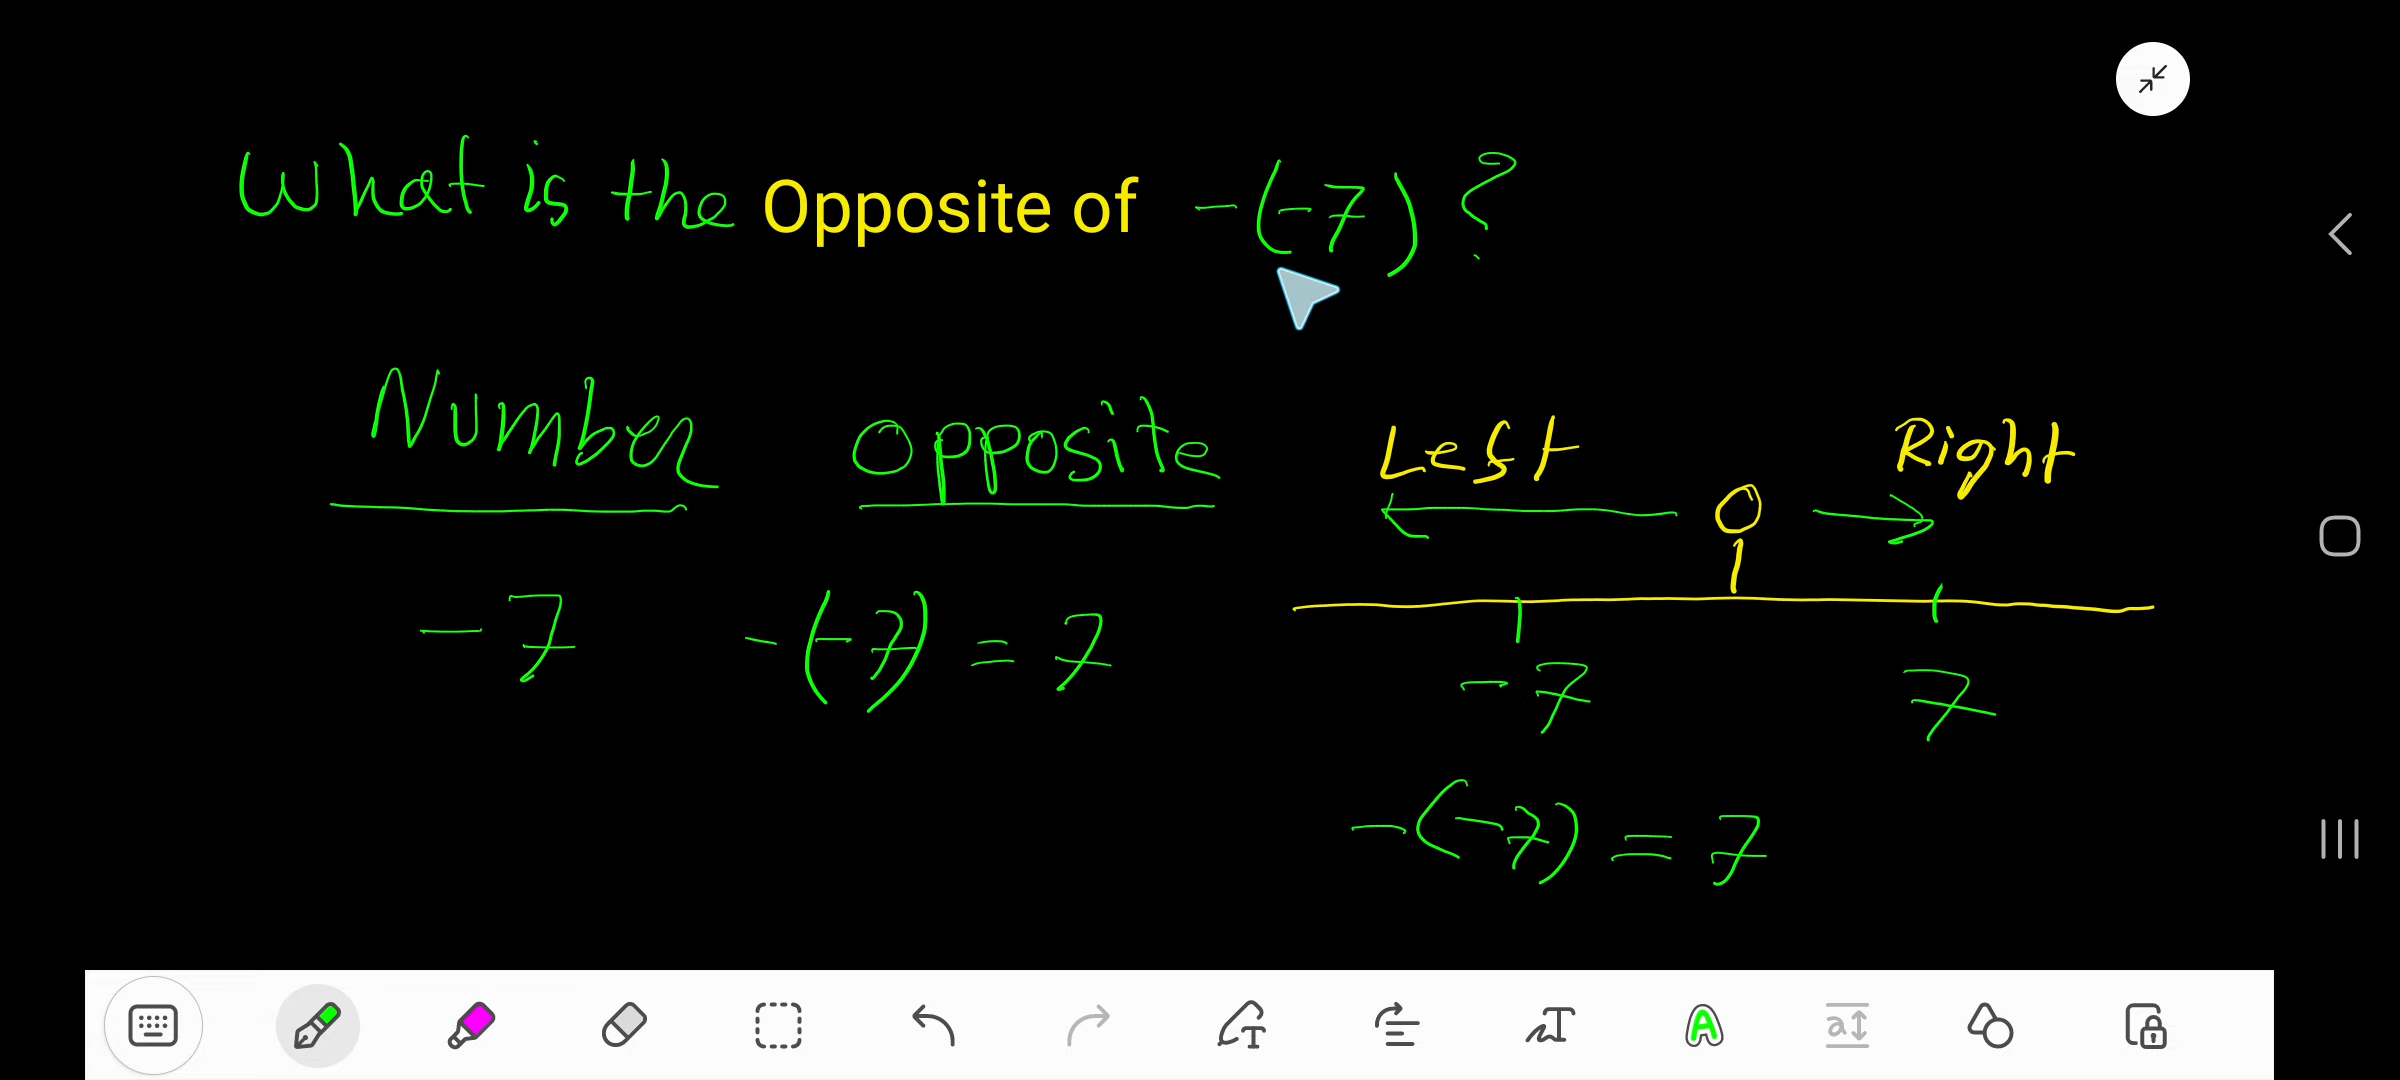 What is the Opposite of -(-7)?
Number Opposite Left Right
0
-7 -(-7) = 7
-7 7
-(-7) = 7